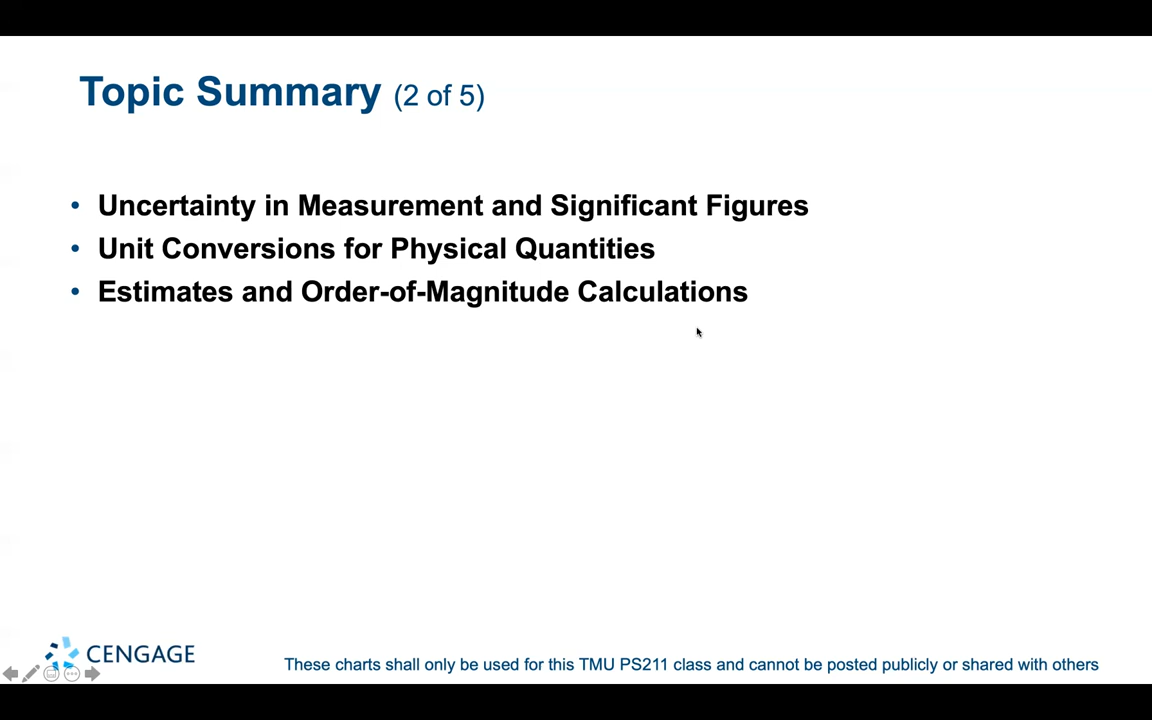 Topic Summary (2 of 5)
• Uncertainty in Measurement and Significant Figures
• Unit Conversions for Physical Quantities
• Estimates and Order-of-Magnitude Calculations
CENGAGE
These charts shall only be used for this TMU PS211 class and cannot be posted publicly or shared with others